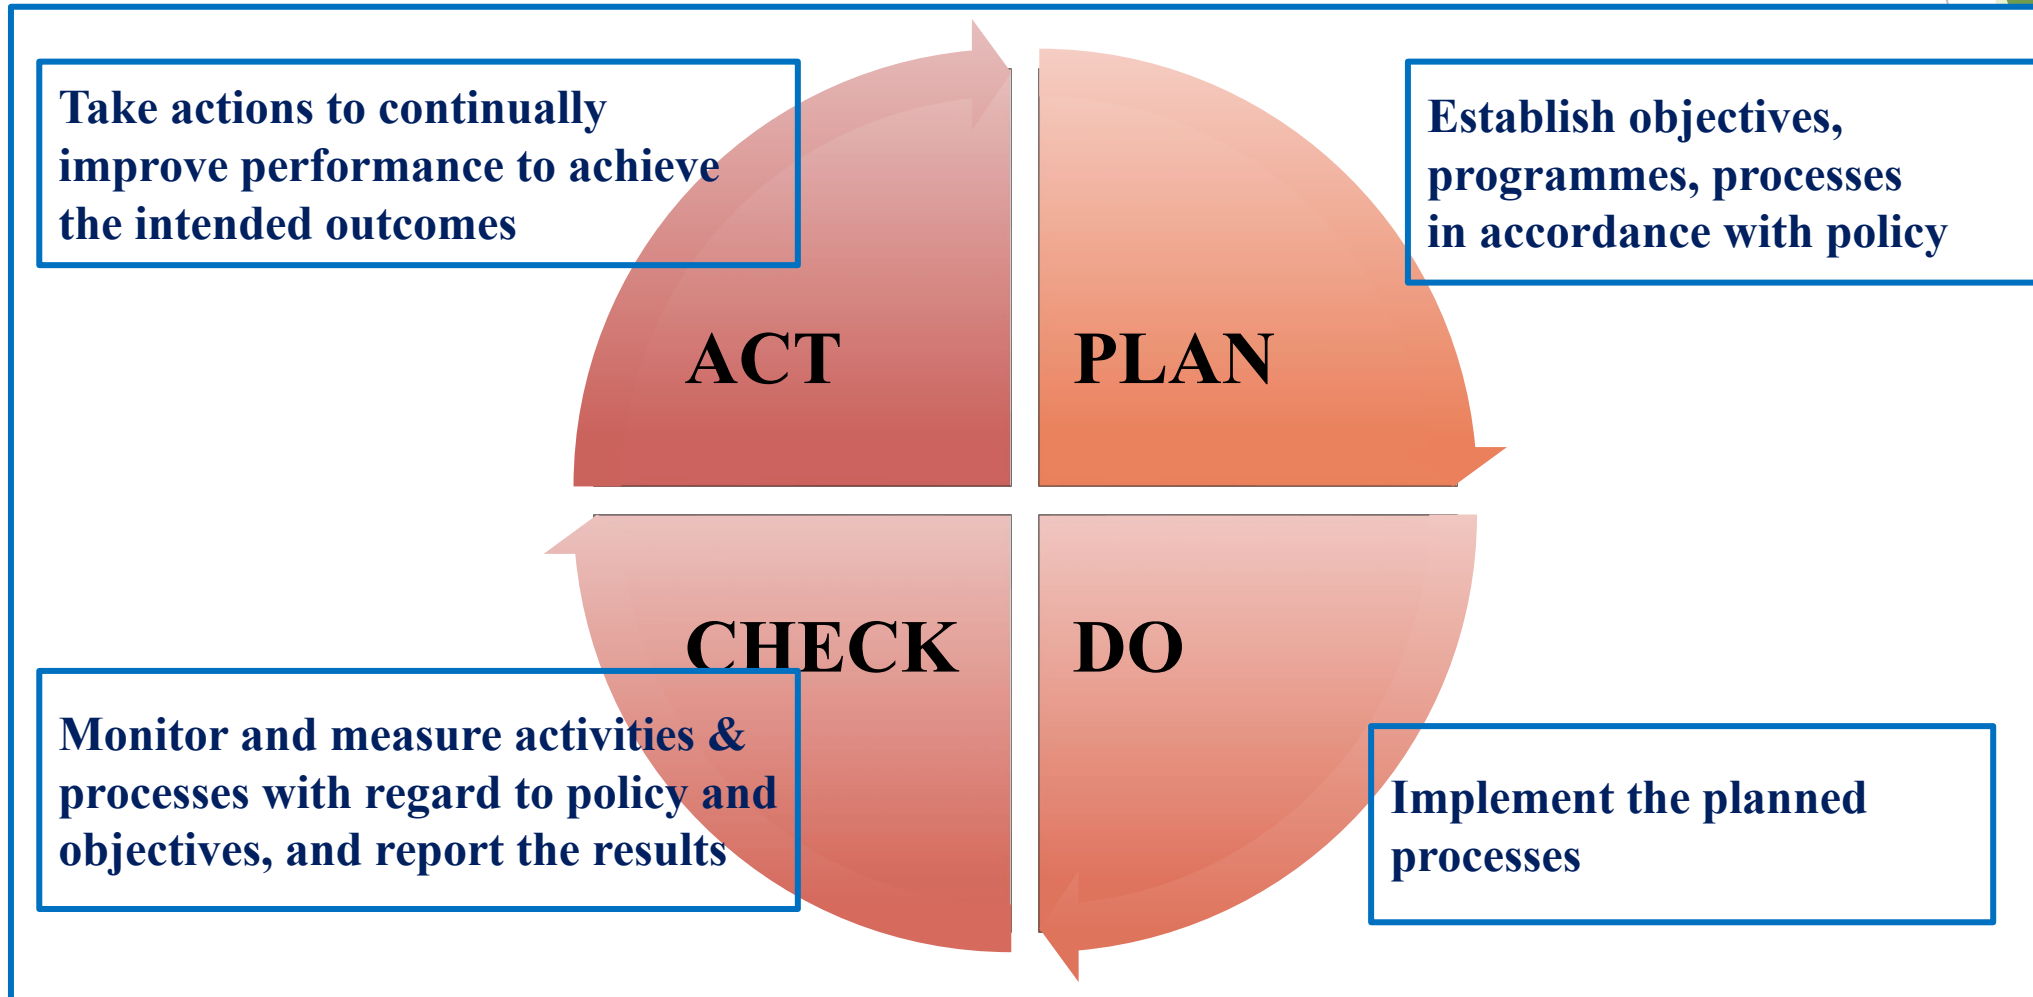 Take actions to continually
improve performance to achieve
the intended outcomes
Establish objectives,
programmes, processes
in accordance with policy
ACT
PLAN
CHECK
DO
Monitor and measure activities &
processes with regard to policy and
objectives, and report the results
Implement the planned
processes